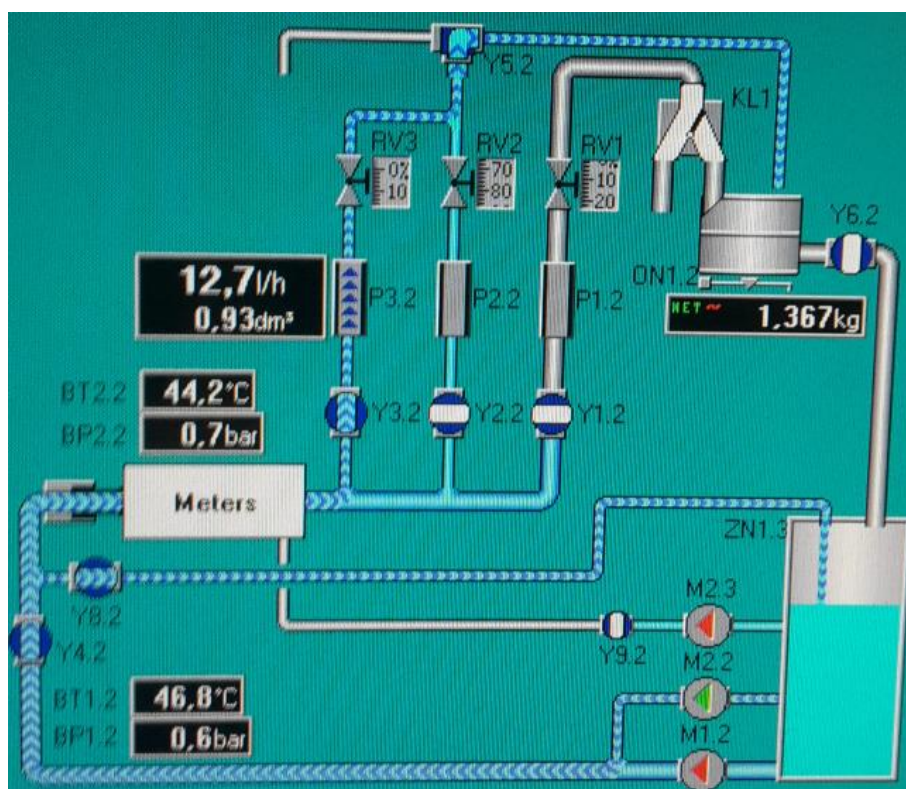 Y5.2
KL1
RV3
RV2
RV1
0%
10
70
80
10
20
Y6.2
12,7l/h
0,93dm³
P3.2
P2.2
P1.2
ON1.2
NET
1,367kg
BT2.2
44,2°C
BP2.2
0,7bar
Y3.2
Y2.2
Y1.2
Meters
ZN1.3
Y8.2
M2.3
Y4.2
Y9.2
M2.2
BT1.2
46,8°C
BP1.2
0,6bar
M1.2